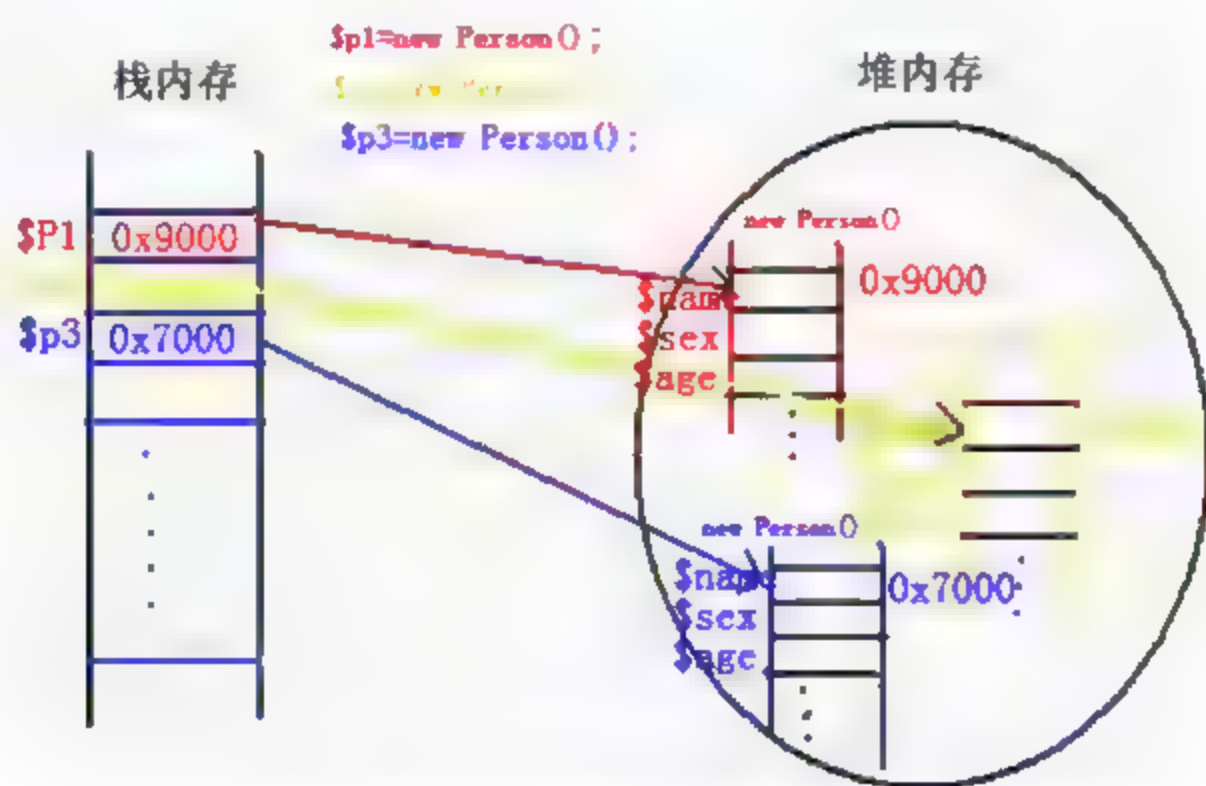 $p1=new Person();
栈内存
堆内存
$
$p3=new Person();
$P1
0x9000
new Person()
0x9000
$name
$sex
$age
$p3
0x7000
new Person()
0x7000
$name
$sex
$age